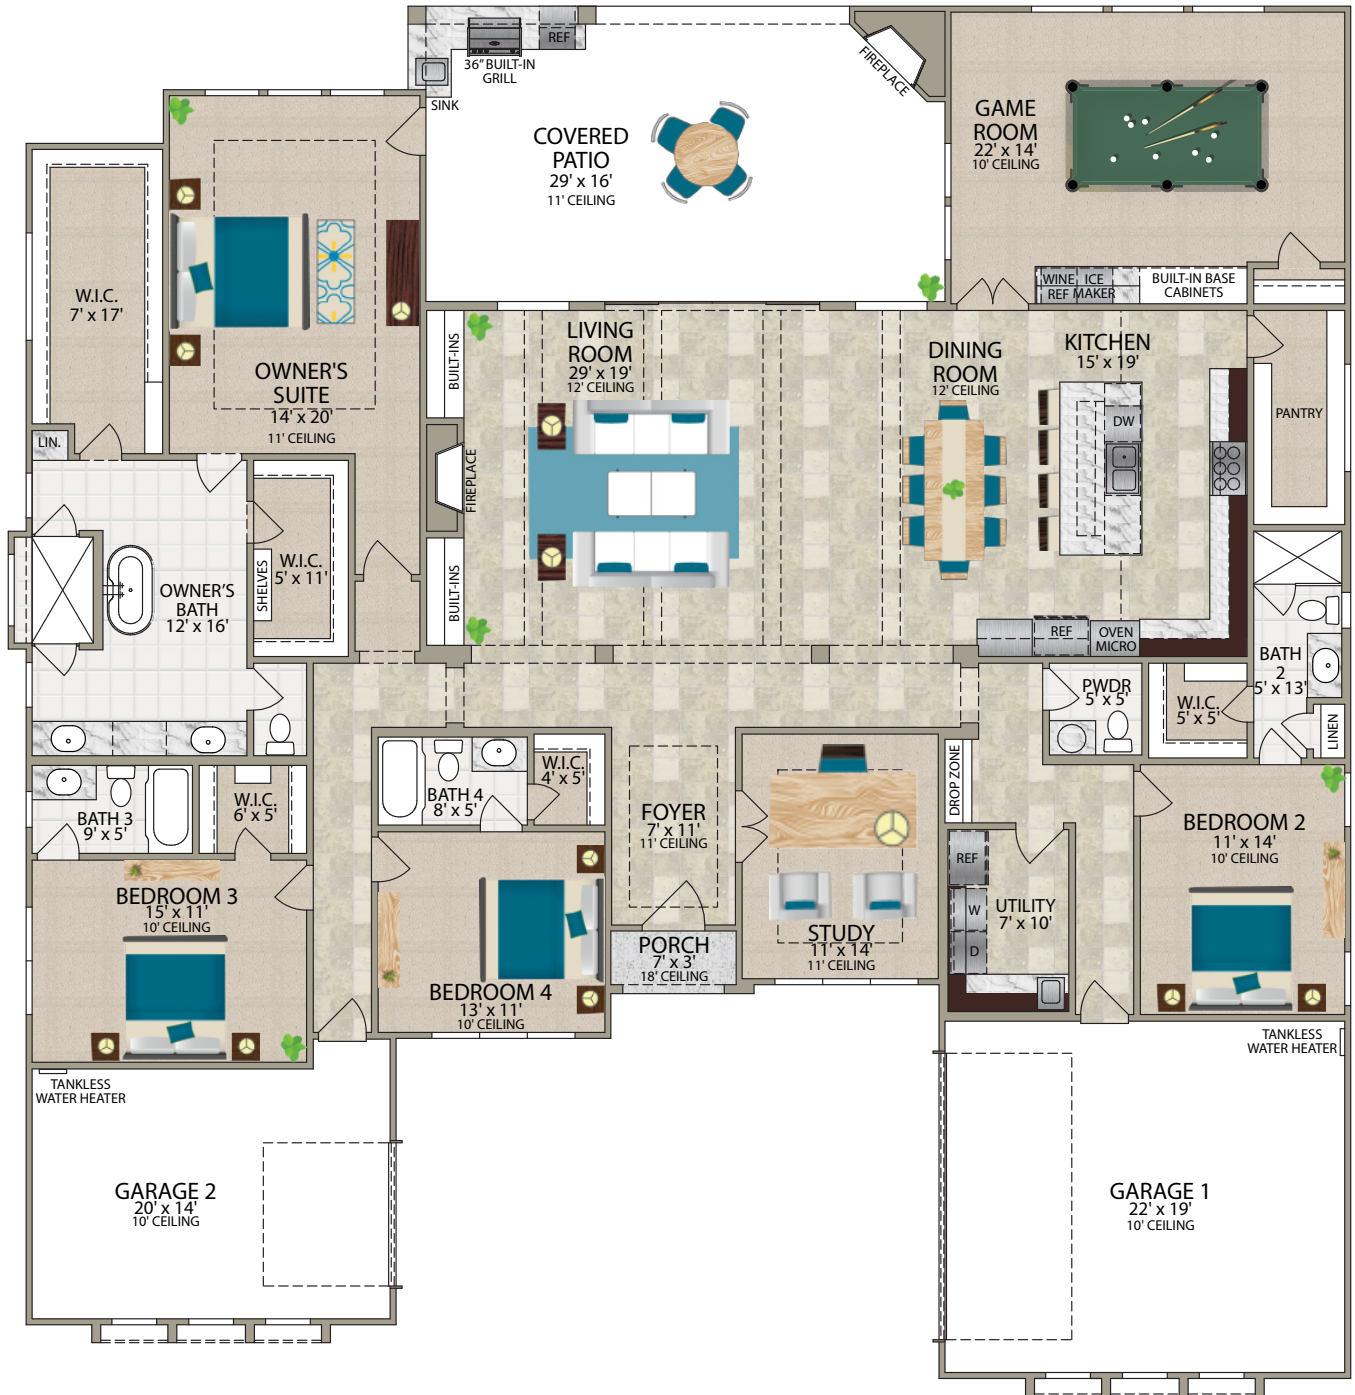 REF
36" BUILT-IN
GRILL
SINK
FIREPLACE
COVERED
PATIO
29' x 16'
11' CEILING
GAME
ROOM
22' x 14'
10' CEILING
WINE
REF
ICE
MAKER
BUILT-IN BASE
CABINETS
W.I.C.
7' x 17'
OWNER'S
SUITE
14' x 20'
11' CEILING
BUILT-INS
LIVING
ROOM
29' x 19'
12' CEILING
DINING
ROOM
12' CEILING
KITCHEN
15' x 19'
PANTRY
DW
LIN.
FIREPLACE
W.I.C.
5' x 11'
SHELVES
OWNER'S
BATH
12' x 16'
BUILT-INS
REF
OVEN
MICRO
BATH
2
5' x 13'
PWDR
5' x 5'
W.I.C.
5' x 5'
LINEN
DROP ZONE
W.I.C.
4' x 5'
BATH 4
8' x 5'
W.I.C.
6' x 5'
BATH 3
9' x 5'
FOYER
7' x 11'
11' CEILING
BEDROOM 2
11' x 14'
10' CEILING
REF
W
D
UTILITY
7' x 10'
BEDROOM 3
15' x 11'
10' CEILING
STUDY
11' x 14'
11' CEILING
PORCH
7' x 3'
18' CEILING
BEDROOM 4
13' x 11'
10' CEILING
TANKLESS
WATER HEATER
TANKLESS
WATER HEATER
GARAGE 2
20' x 14'
10' CEILING
GARAGE 1
22' x 19'
10' CEILING